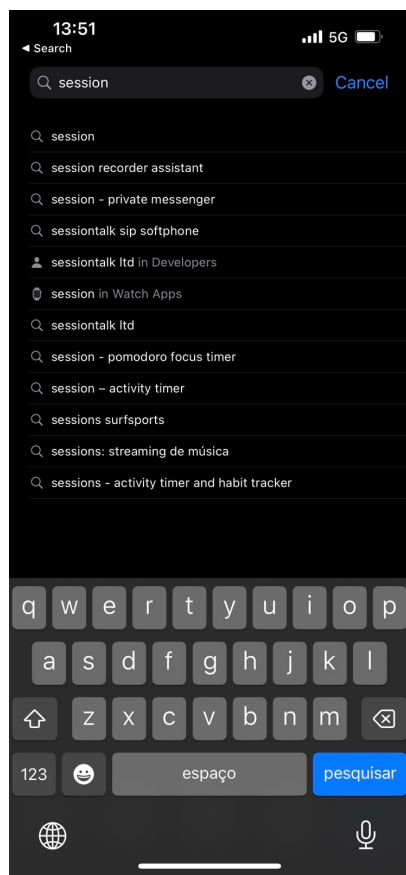 13:51
5G
◀ Search
session
Cancel
session
session recorder assistant
session - private messenger
sessiontalk sip softphone
sessiontalk ltd in Developers
session in Watch Apps
sessiontalk ltd
session - pomodoro focus timer
session – activity timer
sessions surfsports
sessions: streaming de música
sessions - activity timer and habit tracker
q w e r t y u i o p
a s d f g h j k l
z x c v b n m
123 espaço pesquisar